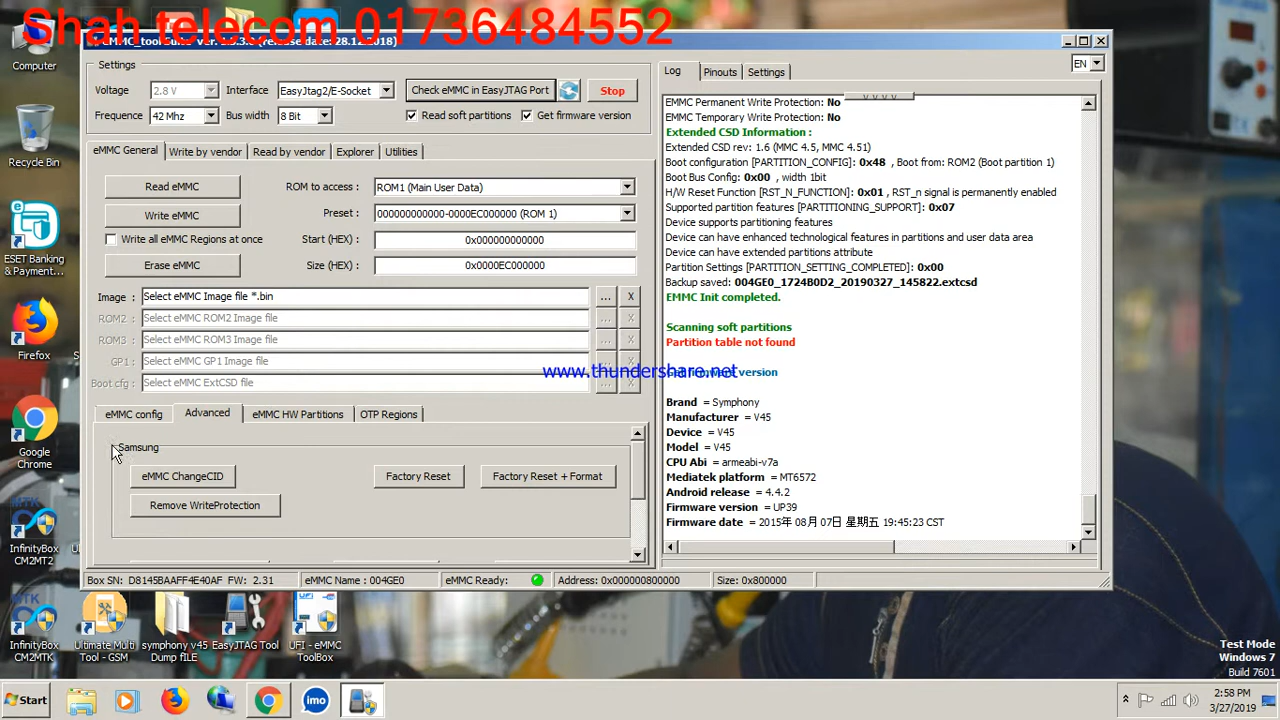 Shah telecom 01736484552
(release date: 28.12.2018)
Settings
Voltage 2.8 V Interface EasyJtag2/E-Socket Check eMMC in EasyJTAG Port Stop
Frequence 42 Mhz Bus width 8 Bit Read soft partitions Get firmware version
eMMC General Write by vendor Read by vendor Explorer Utilities
Read eMMC ROM to access : ROM1 (Main User Data)
Write eMMC Preset : 000000000000-0000EC000000 (ROM 1)
Write all eMMC Regions at once Start (HEX) : 0x000000000000
Erase eMMC Size (HEX) : 0x0000EC000000
Image : Select eMMC Image file *.bin ... X
ROM2: Select eMMC ROM2 Image file ... X
ROM3: Select eMMC ROM3 Image file ... X
GP1 : Select eMMC GP1 Image file ... X
Boot cfg : Select eMMC ExtCSD file ... X
eMMC config Advanced eMMC HW Partitions OTP Regions
Samsung
eMMC ChangeCID Factory Reset Factory Reset + Format
Remove WriteProtection
Log Pinouts Settings EN
V V V V
EMMC Permanent Write Protection: No
EMMC Temporary Write Protection: No
Extended CSD Information :
Extended CSD rev: 1.6 (MMC 4.5, MMC 4.51)
Boot configuration [PARTITION_CONFIG]: 0x48 , Boot from: ROM2 (Boot partition 1)
Boot Bus Config: 0x00 , width 1bit
H/W Reset Function [RST_N_FUNCTION]: 0x01 , RST_n signal is permanently enabled
Supported partition features [PARTITIONING_SUPPORT]: 0x07
Device supports partitioning features
Device can have enhanced technological features in partitions and user data area
Device can have extended partitions attribute
Partition Settings [PARTITION_SETTING_COMPLETED]: 0x00
Backup saved: 004GE0_1724B0D2_20190327_145822.extcsd
EMMC Init completed.
Scanning soft partitions
Partition table not found
www.thundershare.net
firmware version
Brand = Symphony
Manufacturer = V45
Device = V45
Model = V45
CPU Abi = armeabi-v7a
Mediatek platform = MT6572
Android release = 4.4.2
Firmware version = UP39
Firmware date = 2015年 08月 07日 星期五 19:45:23 CST
Box SN: D8145BAAFF4E40AF FW: 2.31 eMMC Name : 004GE0 eMMC Ready: Address: 0x000000800000 Size: 0x800000
Computer
Recycle Bin
ESET Banking
& Payment...
Firefox
Google
Chrome
InfinityBox
CM2MT2
InfinityBox
CM2MTK
Ultimate Multi
Tool - GSM
symphony v45
Dump fILE
EasyJTAG Tool
UFI - eMMC
ToolBox
Test Mode
Windows 7
Build 7601
Start
imo
2:58 PM
3/27/2019